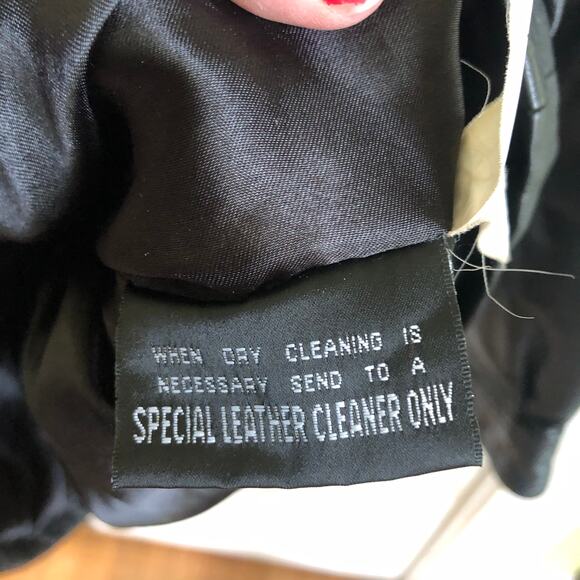 WHEN DRY CLEANING IS
NECESSARY SEND TO A
SPECIAL LEATHER CLEANER ONLY